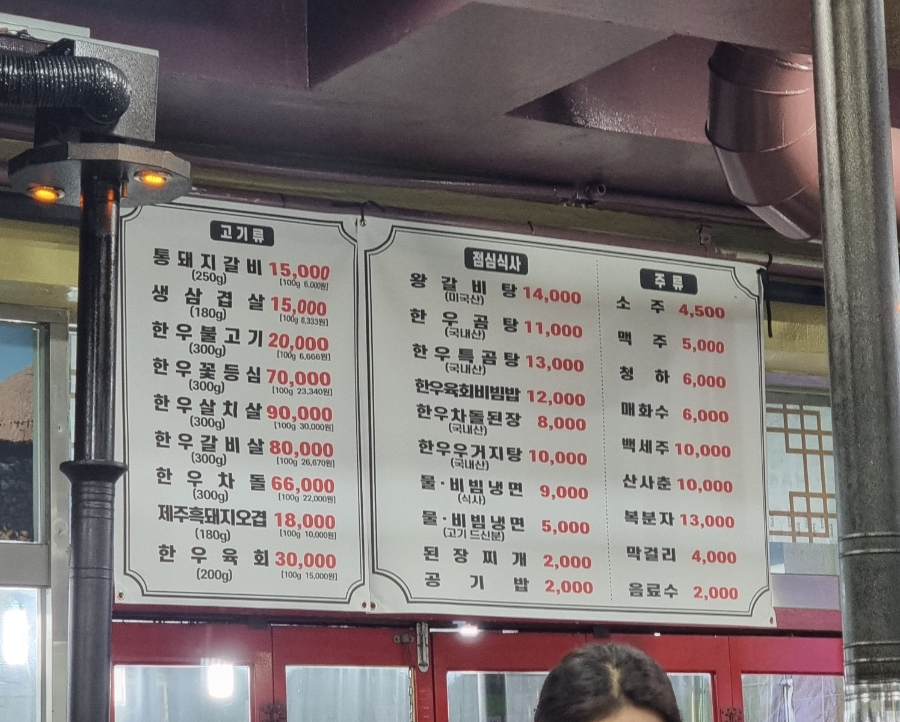 고기류
통돼지갈비 15,000
(250g) [100g 6,000원]
생삼겹살 15,000
(180g) [100g 8,333원]
한우불고기 20,000
(300g) [100g 6,666원]
한우꽃등심 70,000
(300g) [100g 23,340원]
한우살치살 90,000
(300g) [100g 30,000원]
한우갈비살 80,000
(300g) [100g 26,670원]
한우차돌 66,000
(300g) [100g 22,000원]
제주흑돼지오겹 18,000
(180g) [100g 10,000원]
한우육회 30,000
(200g) [100g 15,000원]
점심식사
왕갈비탕 14,000
(미국산)
한우곰탕 11,000
(국내산)
한우특곰탕 13,000
(국내산)
한우육회비빔밥 12,000
한우차돌된장 8,000
(국내산)
한우우거지탕 10,000
(국내산)
물·비빔냉면 9,000
(식사)
물·비빔냉면 5,000
(고기 드신분)
된장찌개 2,000
공기밥 2,000
주류
소주 4,500
맥주 5,000
청하 6,000
매화수 6,000
백세주 10,000
산사춘 10,000
복분자 13,000
막걸리 4,000
음료수 2,000